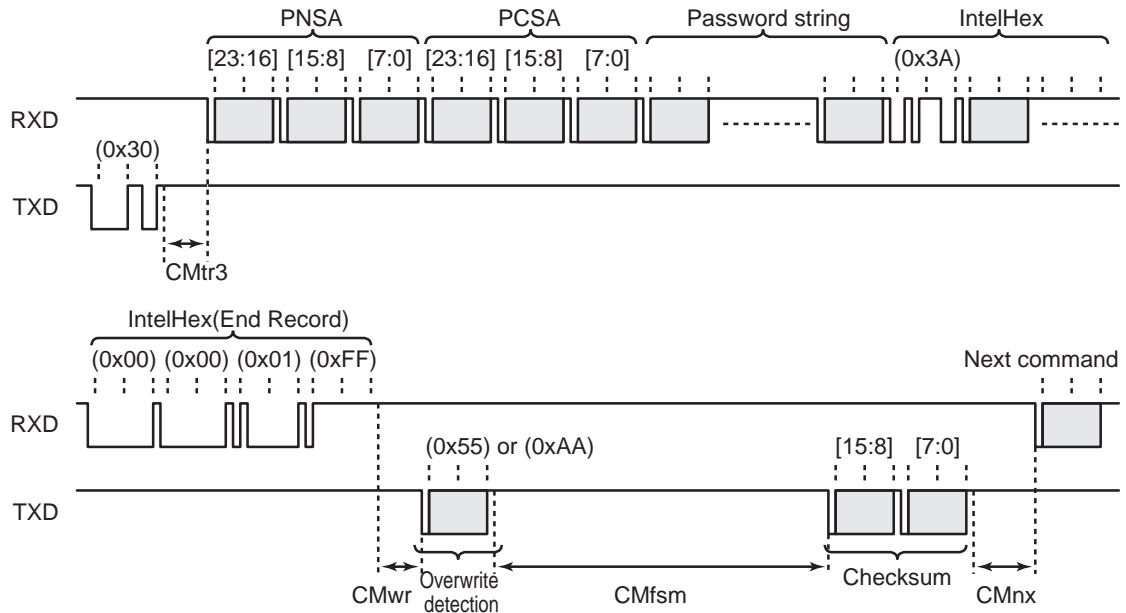 PNSA PCSA Password string IntelHex
[23:16] [15:8] [7:0] [23:16] [15:8] [7:0] (0x3A)
RXD
(0x30)
TXD
CMtr3
IntelHex(End Record)
(0x00) (0x00) (0x01) (0xFF) Next command
RXD
(0x55) or (0xAA) [15:8] [7:0]
TXD
CMwr Overwrite detection CMfsm Checksum CMnx